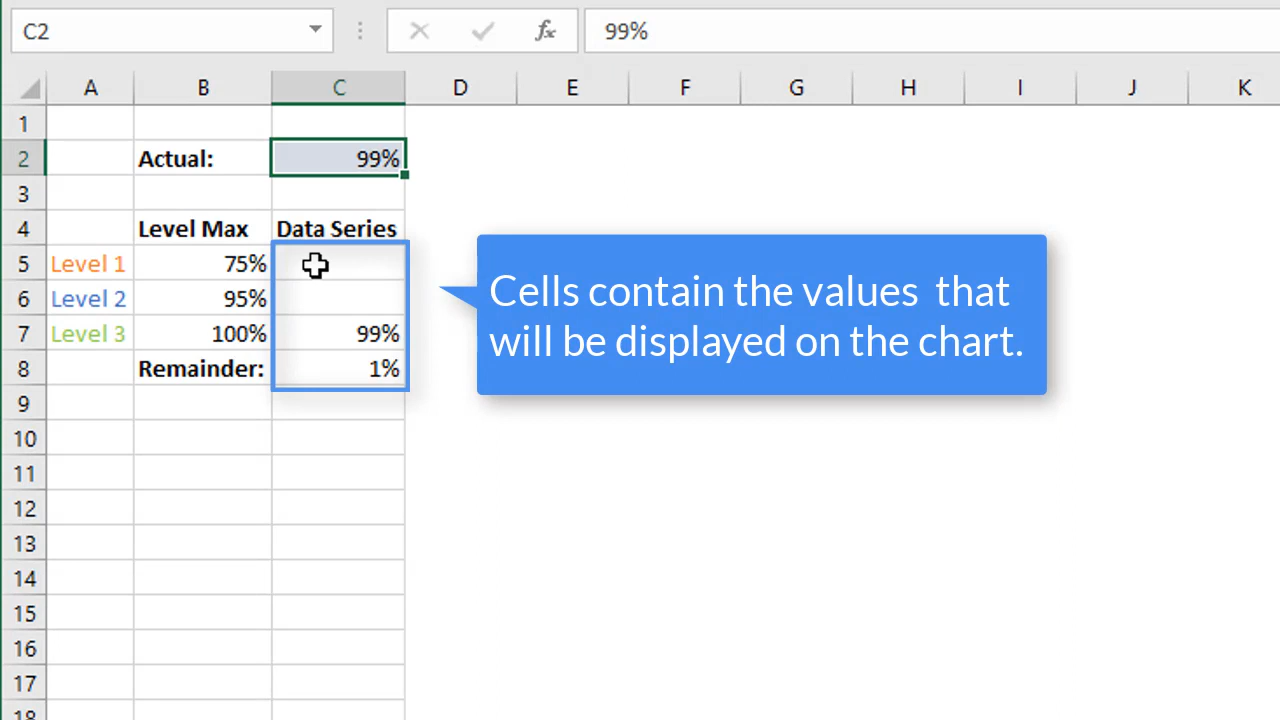 C2 fx 99%
A B C D E F G H I J K
1
2 Actual: 99%
3
4 Level Max Data Series
5 Level 1 75%
6 Level 2 95%
7 Level 3 100% 99%
8 Remainder: 1%
Cells contain the values that
will be displayed on the chart.
9
10
11
12
13
14
15
16
17
18